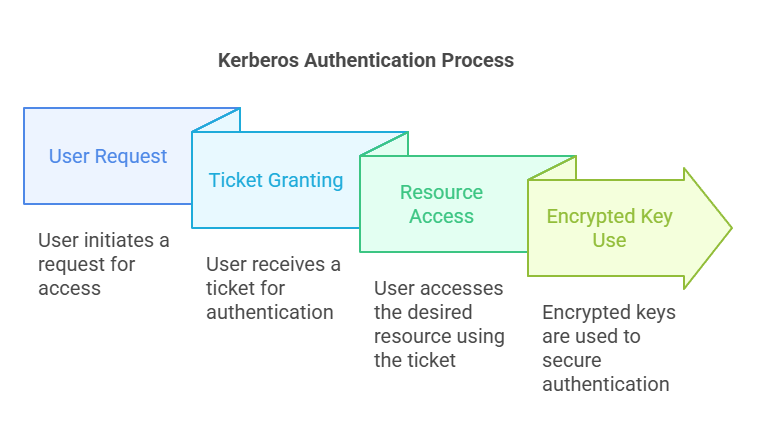 Kerberos Authentication Process
User Request
User initiates a
request for
access
Ticket Granting
User receives a
ticket for
authentication
Resource
Access
User accesses
the desired
resource using
the ticket
Encrypted Key
Use
Encrypted keys
are used to
secure
authentication